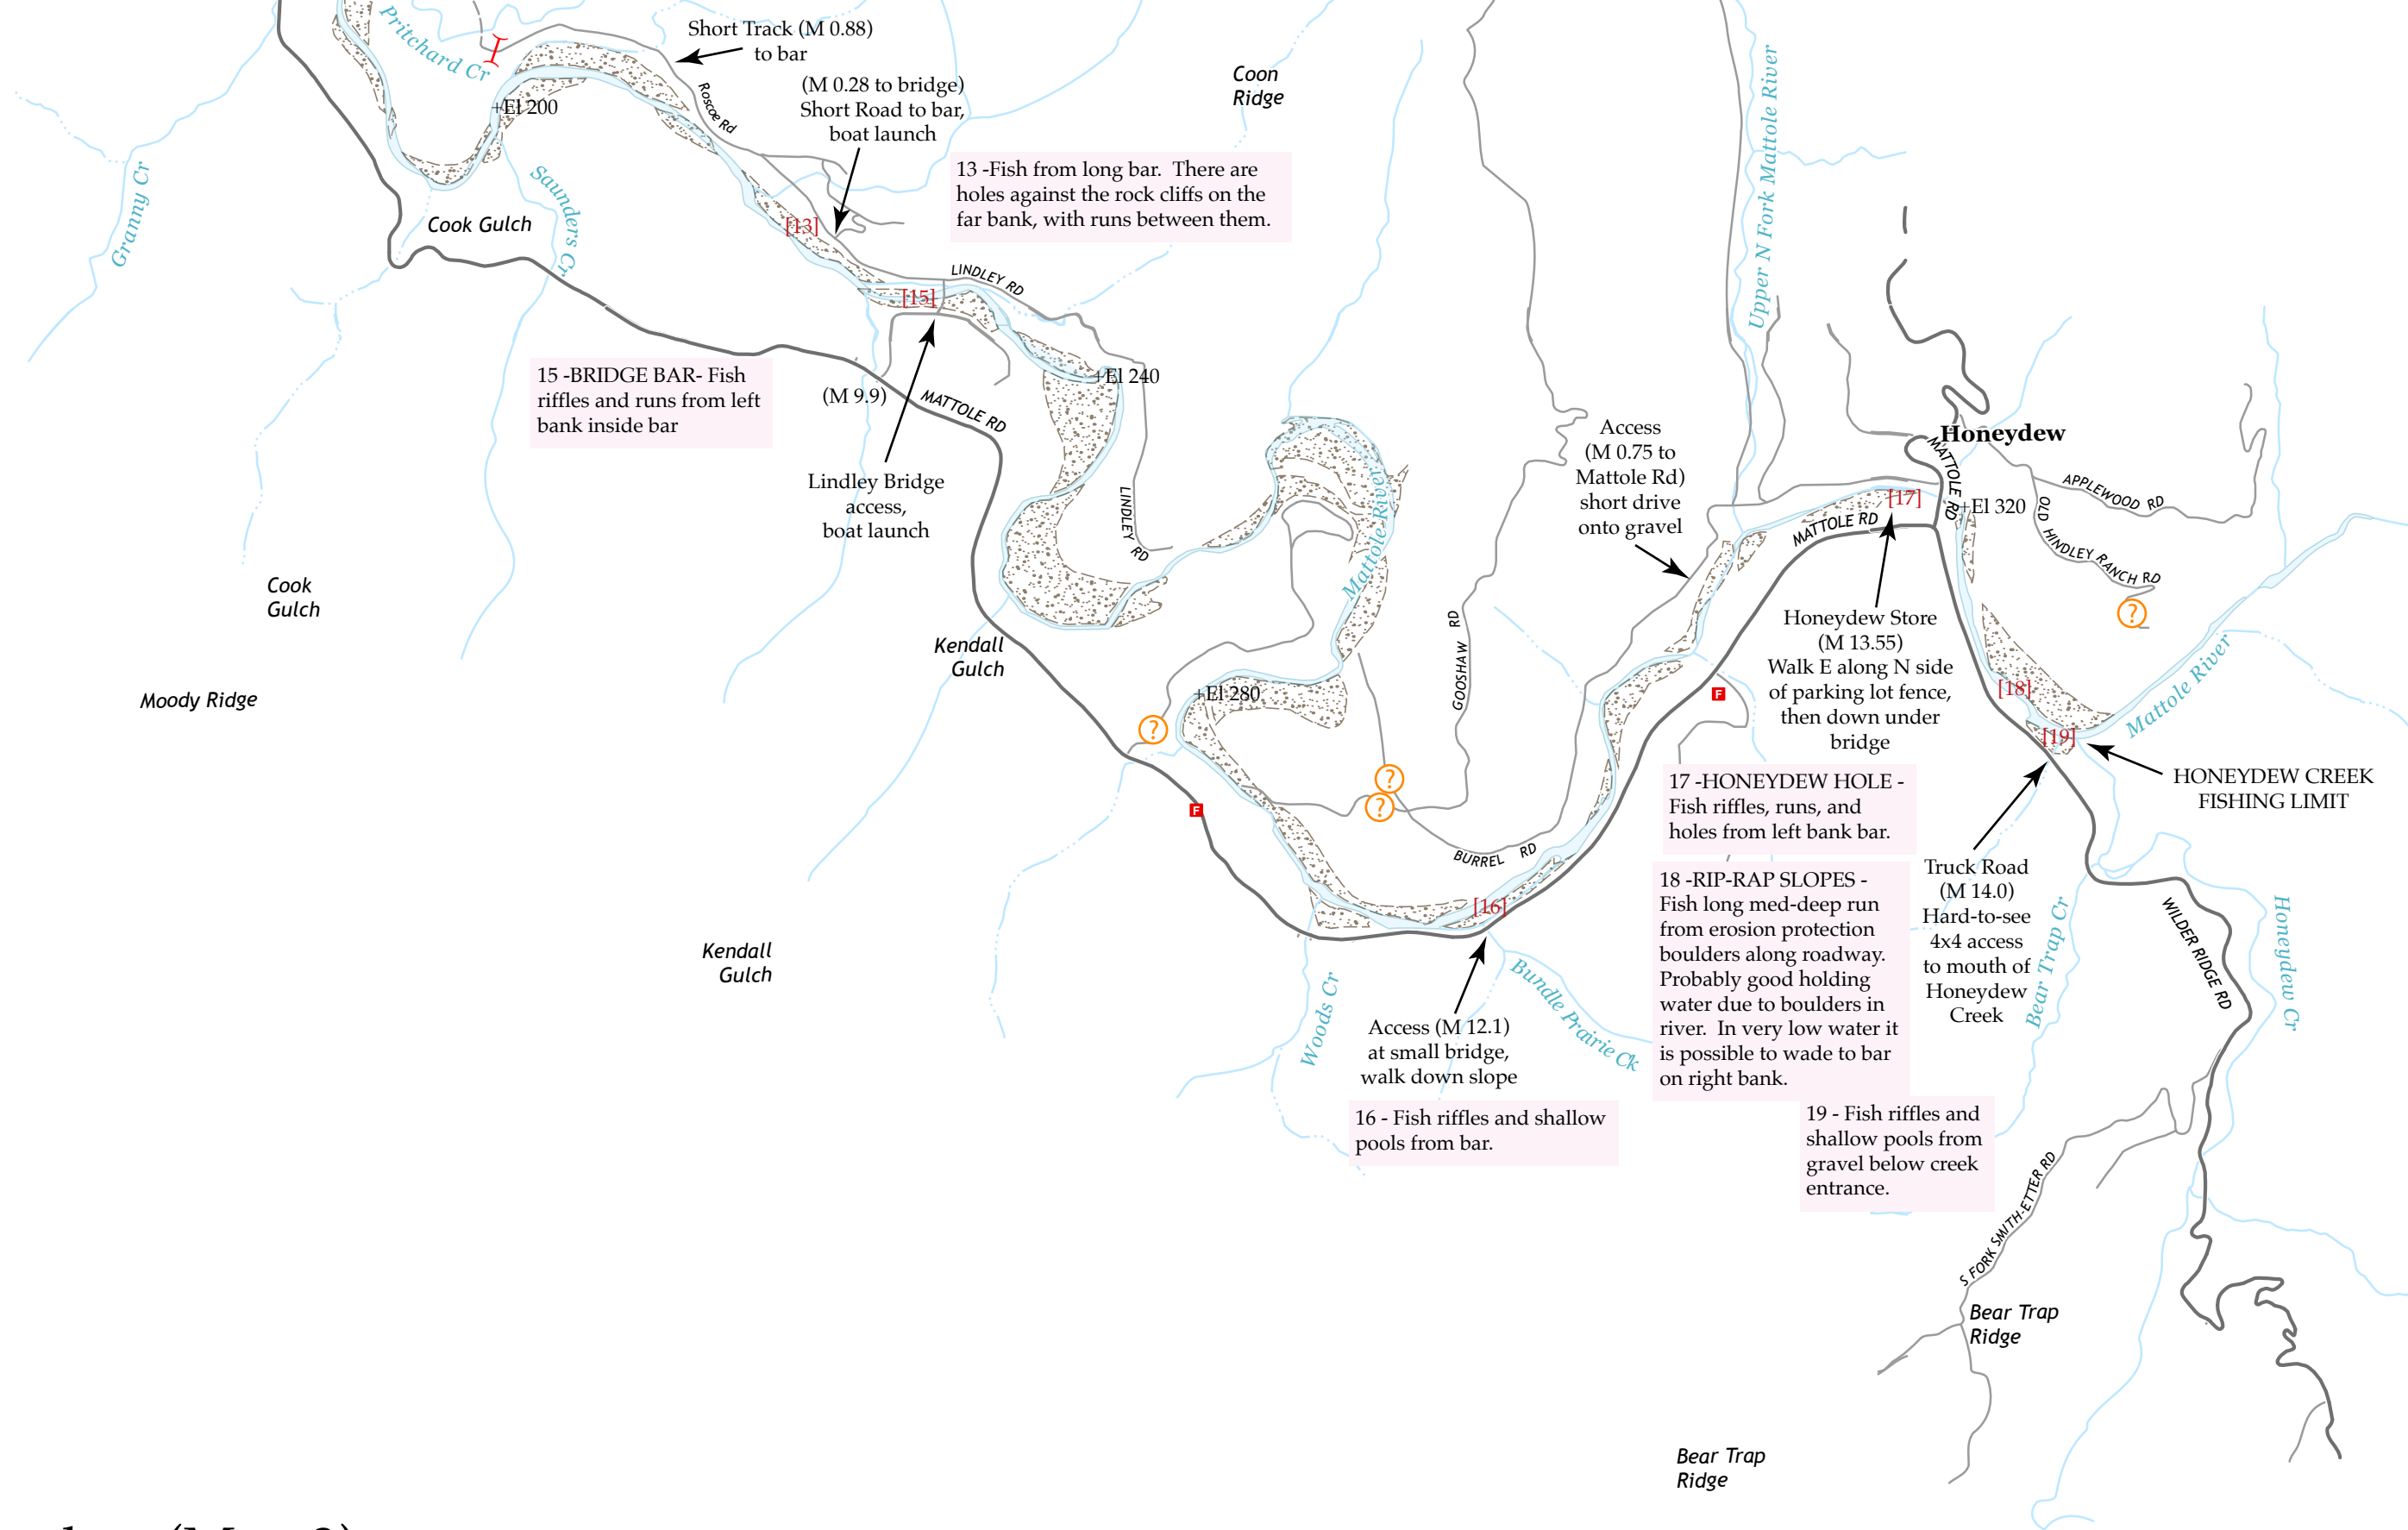 Pritchard Cr
Short Track (M 0.88)
to bar
Roscoe Rd
(M 0.28 to bridge)
Short Road to bar,
boat launch
Coon
Ridge
Upper N Fork Mattole River
+El 200
Granny Cr
Saunders Cr
Cook Gulch
13 -Fish from long bar.  There are
holes against the rock cliffs on the
far bank, with runs between them.
[13]
LINDLEY RD
[15]
15 -BRIDGE BAR- Fish
riffles and runs from left
bank inside bar
(M 9.9)
MATTOLE RD
+El 240
Lindley Bridge
access,
boat launch
LINDLEY RD
Mattole River
Access
(M 0.75 to
Mattole Rd)
short drive
onto gravel
Honeydew
MATTOLE RD
APPLEWOOD RD
OLD HINDLEY RANCH RD
[17]
+El 320
MATTOLE RD
?
Cook
Gulch
Kendall
Gulch
Moody Ridge
GOOSHAW RD
Honeydew Store
(M 13.55)
Walk E along N side
of parking lot fence,
then down under
bridge
F
[18]
Mattole River
[19]
+El 280
?
?
?
F
HONEYDEW CREEK
FISHING LIMIT
17 -HONEYDEW HOLE -
Fish riffles, runs, and
holes from left bank bar.
BURREL RD
18 -RIP-RAP SLOPES -
Fish long med-deep run
from erosion protection
boulders along roadway.
Probably good holding
water due to boulders in
river.  In very low water it
is possible to wade to bar
on right bank.
Truck Road
(M 14.0)
Hard-to-see
4x4 access
to mouth of
Honeydew
Creek
[16]
Kendall
Gulch
Woods Cr
Bundle Prairie Ck
Bear Trap Cr
WILDER RIDGE RD
Honeydew Cr
Access (M 12.1)
at small bridge,
walk down slope
16 - Fish riffles and shallow
pools from bar.
19 - Fish riffles and
shallow pools from
gravel below creek
entrance.
S FORK SMITH-ETTER RD
Bear Trap
Ridge
Bear Trap
Ridge